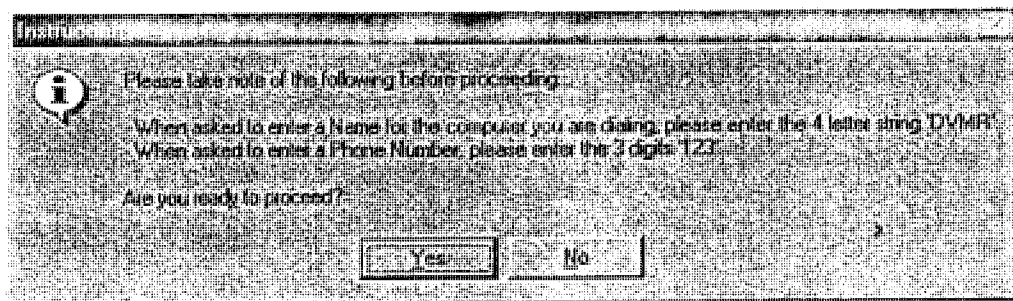 Please take note of the following before proceeding...
- When asked to enter a Name for the computer you are dialing, please enter the 4 letter string 'DVMR'.
- When asked to enter a Phone Number, please enter the 3 digits '123'.
Are you ready to proceed?
Yes
No